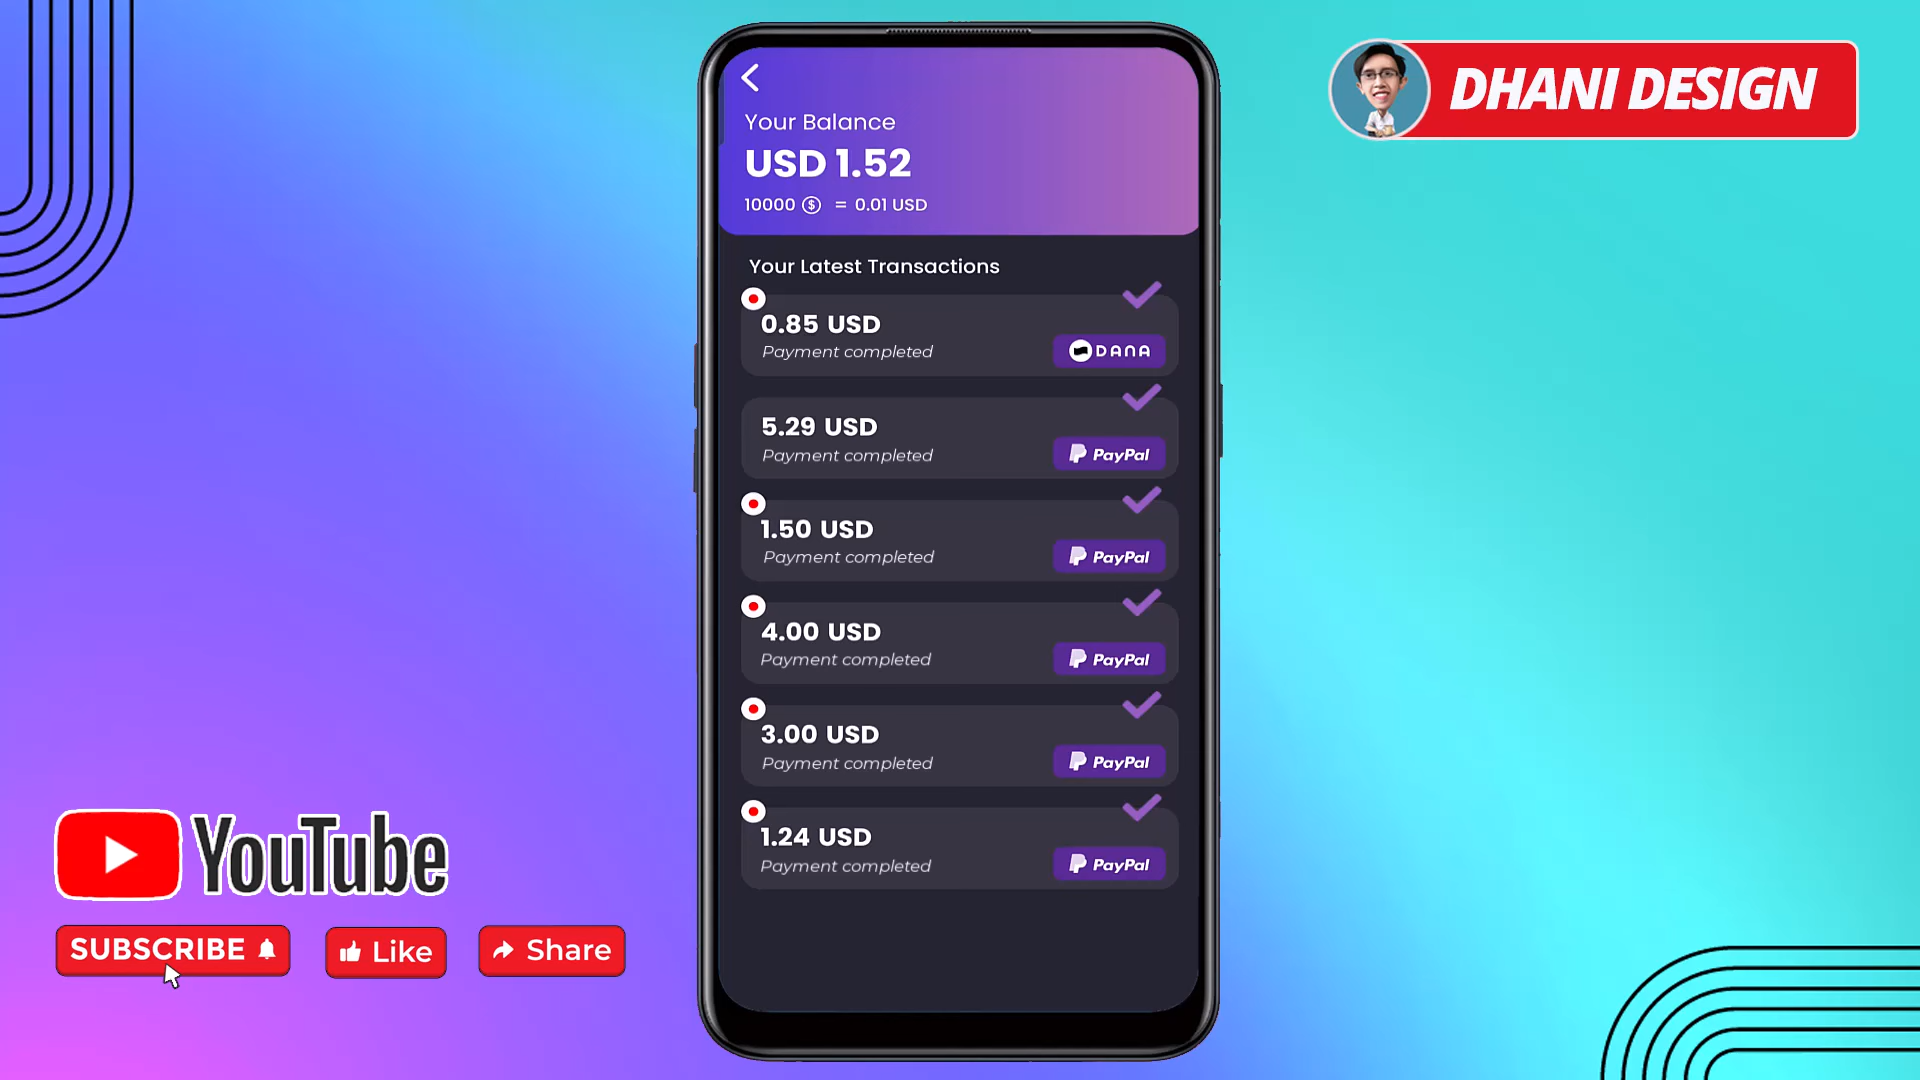 DHANI DESIGN
Your Balance
USD 1.52
10000 $ = 0.01 USD
Your Latest Transactions
0.85 USD
Payment completed
DANA
5.29 USD
Payment completed
PayPal
1.50 USD
Payment completed
PayPal
4.00 USD
Payment completed
PayPal
3.00 USD
Payment completed
PayPal
1.24 USD
Payment completed
PayPal
YouTube
SUBSCRIBE
Like
Share